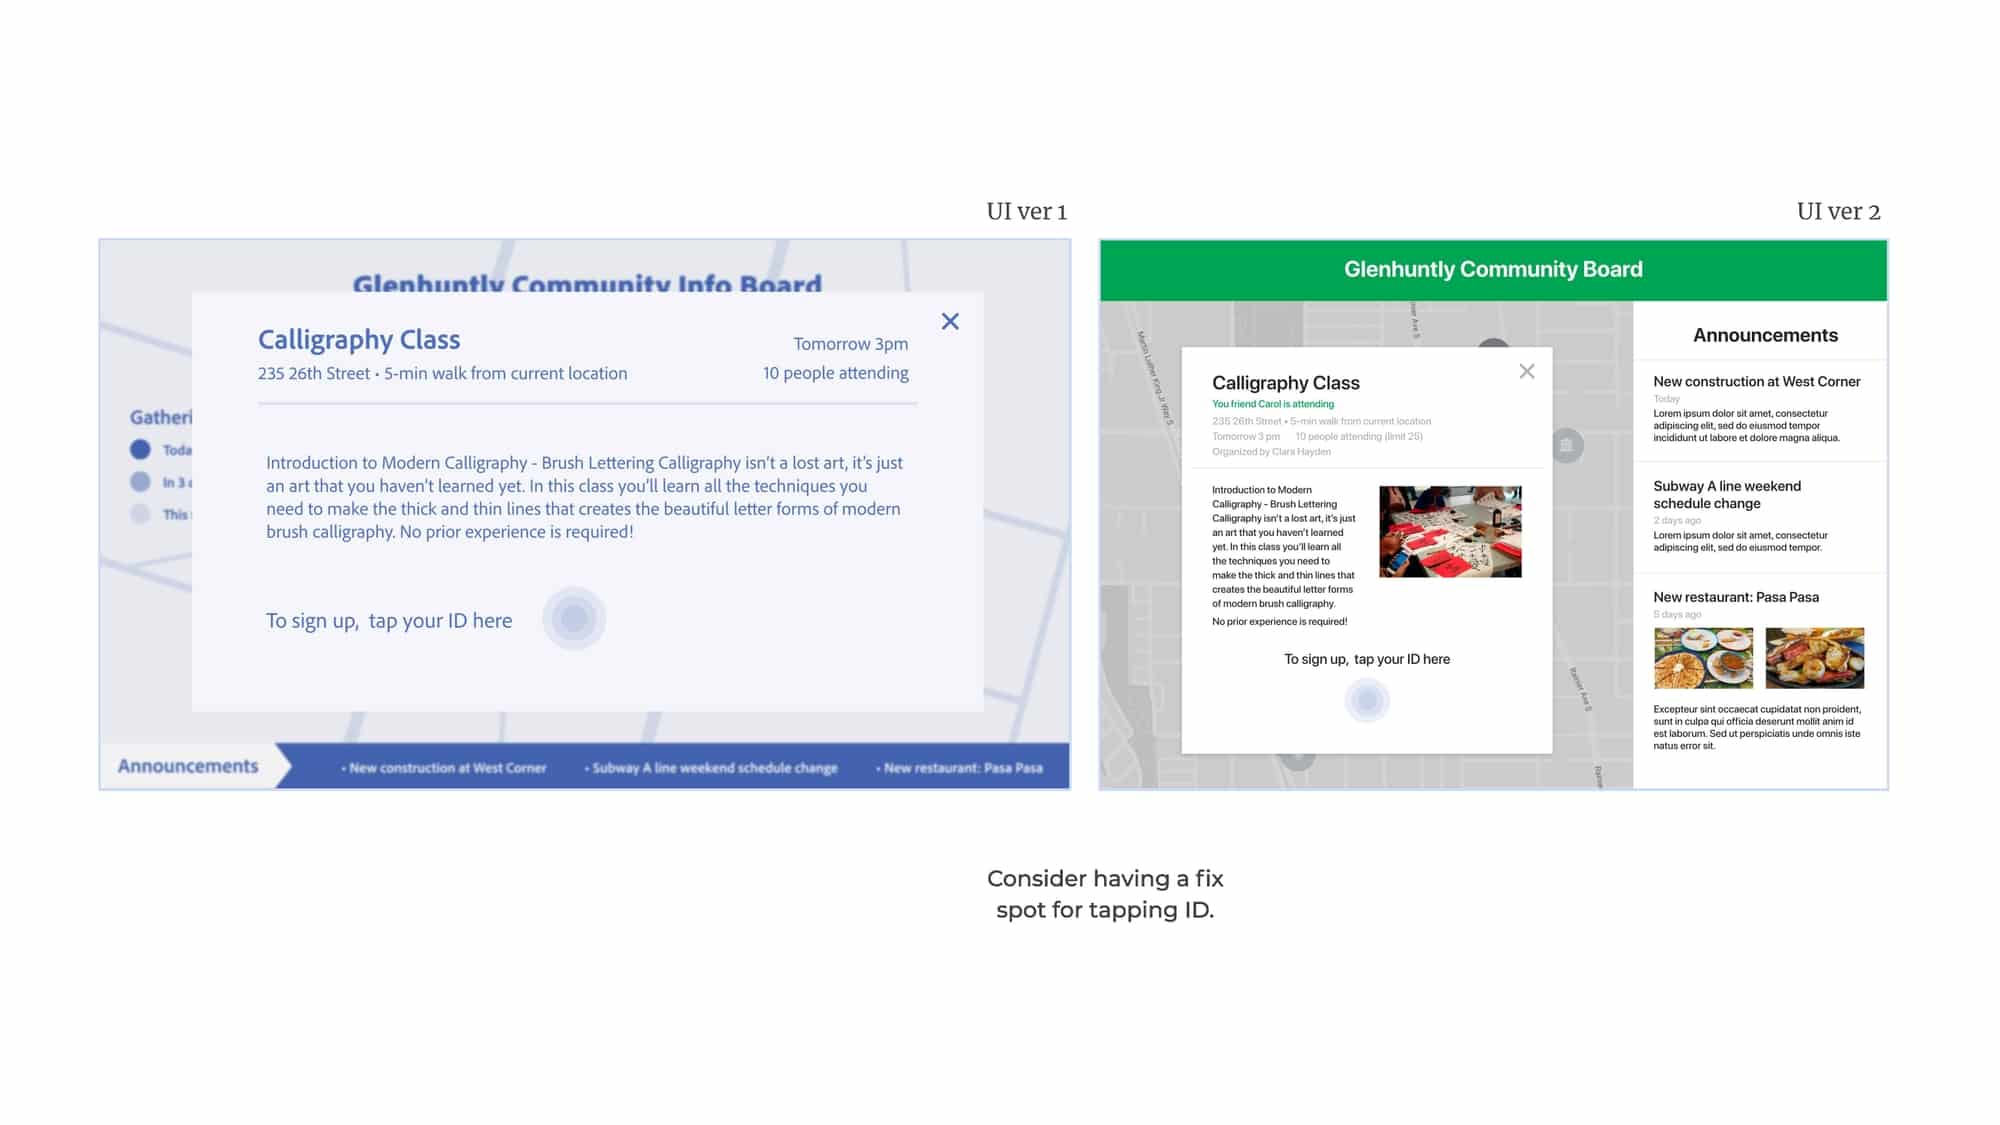 UI ver 1
Glenhuntly Community Info Board
Calligraphy Class
Tomorrow 3pm
235 26th Street • 5-min walk from current location
10 people attending
Introduction to Modern Calligraphy - Brush Lettering Calligraphy isn't a lost art, it's just
an art that you haven't learned yet. In this class you'll learn all the techniques you
need to make the thick and thin lines that creates the beautiful letter forms of modern
brush calligraphy. No prior experience is required!
To sign up, tap your ID here
Gatheri
Toda
In 3
This
Announcements
• New construction at West Corner
• Subway A line weekend schedule change
• New restaurant: Pasa Pasa
UI ver 2
Glenhuntly Community Board
Martin Luther King Jr Way S
ner Ave S
Rainier Ave S
Rainie
Calligraphy Class
You friend Carol is attending
235 26th Street • 5-min walk from current location
Tomorrow 3 pm 10 people attending (limit 25)
Organized by Clara Hayden
Introduction to Modern
Calligraphy - Brush Lettering
Calligraphy isn't a lost art, it's just
an art that you haven't learned
yet. In this class you'll learn all
the techniques you need to
make the thick and thin lines that
creates the beautiful letter forms
of modern brush calligraphy.
No prior experience is required!
To sign up, tap your ID here
Announcements
New construction at West Corner
Today
Lorem ipsum dolor sit amet, consectetur
adipiscing elit, sed do eiusmod tempor
incididunt ut labore et dolore magna aliqua.
Subway A line weekend
schedule change
2 days ago
Lorem ipsum dolor sit amet, consectetur
adipiscing elit, sed do eiusmod tempor.
New restaurant: Pasa Pasa
5 days ago
Excepteur sint occaecat cupidatat non proident,
sunt in culpa qui officia deserunt mollit anim id
est laborum. Sed ut perspiciatis unde omnis iste
natus error sit.
Consider having a fix
spot for tapping ID.